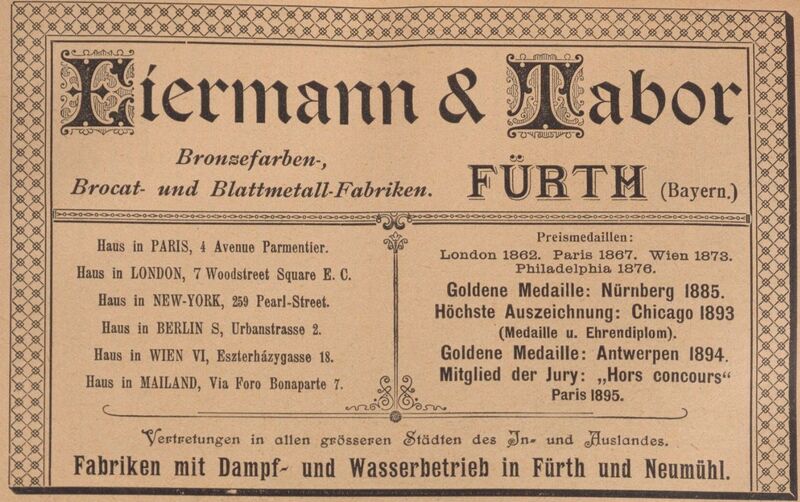 Eiermann & Tabor
Bronzefarben-,
Brocat- und Blattmetall-Fabriken.
FÜRTH (Bayern.)
Haus in PARIS, 4 Avenue Parmentier.
Haus in LONDON, 7 Woodstreet Square E. C.
Haus in NEW-YORK, 259 Pearl-Street.
Haus in BERLIN S, Urbanstrasse 2.
Haus in WIEN VI, Eszterházygasse 18.
Haus in MAILAND, Via Foro Bonaparte 7.
Preismedaillen:
London 1862. Paris 1867. Wien 1873.
Philadelphia 1876.
Goldene Medaille: Nürnberg 1885.
Höchste Auszeichnung: Chicago 1893
(Medaille u. Ehrendiplom).
Goldene Medaille: Antwerpen 1894.
Mitglied der Jury: „Hors concours“
Paris 1895.
Vertretungen in allen grösseren Städten des In- und Auslandes.
Fabriken mit Dampf- und Wasserbetrieb in Fürth und Neumühl.